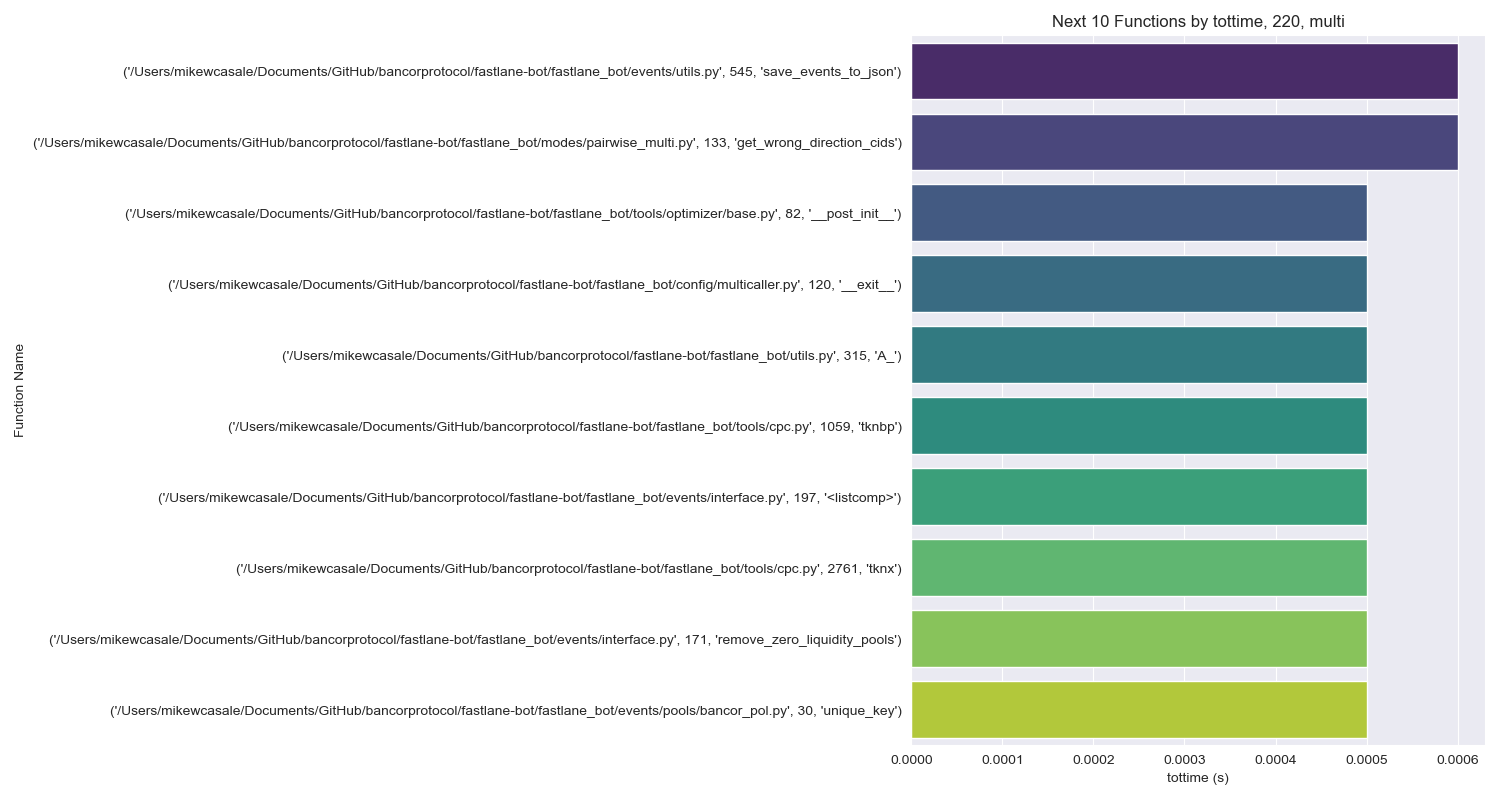 Next 10 Functions by tottime, 220, multi
('/Users/mikewcasale/Documents/GitHub/bancorprotocol/fastlane-bot/fastlane_bot/events/utils.py', 545, 'save_events_to_json')
('/Users/mikewcasale/Documents/GitHub/bancorprotocol/fastlane-bot/fastlane_bot/modes/pairwise_multi.py', 133, 'get_wrong_direction_cids')
('/Users/mikewcasale/Documents/GitHub/bancorprotocol/fastlane-bot/fastlane_bot/tools/optimizer/base.py', 82, '__post_init__')
('/Users/mikewcasale/Documents/GitHub/bancorprotocol/fastlane-bot/fastlane_bot/config/multicaller.py', 120, '__exit__')
('/Users/mikewcasale/Documents/GitHub/bancorprotocol/fastlane-bot/fastlane_bot/utils.py', 315, 'A_')
('/Users/mikewcasale/Documents/GitHub/bancorprotocol/fastlane-bot/fastlane_bot/tools/cpc.py', 1059, 'tknbp')
('/Users/mikewcasale/Documents/GitHub/bancorprotocol/fastlane-bot/fastlane_bot/events/interface.py', 197, '<listcomp>')
('/Users/mikewcasale/Documents/GitHub/bancorprotocol/fastlane-bot/fastlane_bot/tools/cpc.py', 2761, 'tknx')
('/Users/mikewcasale/Documents/GitHub/bancorprotocol/fastlane-bot/fastlane_bot/events/interface.py', 171, 'remove_zero_liquidity_pools')
('/Users/mikewcasale/Documents/GitHub/bancorprotocol/fastlane-bot/fastlane_bot/events/pools/bancor_pol.py', 30, 'unique_key')
Function Name
0.0000 0.0001 0.0002 0.0003 0.0004 0.0005 0.0006
tottime (s)